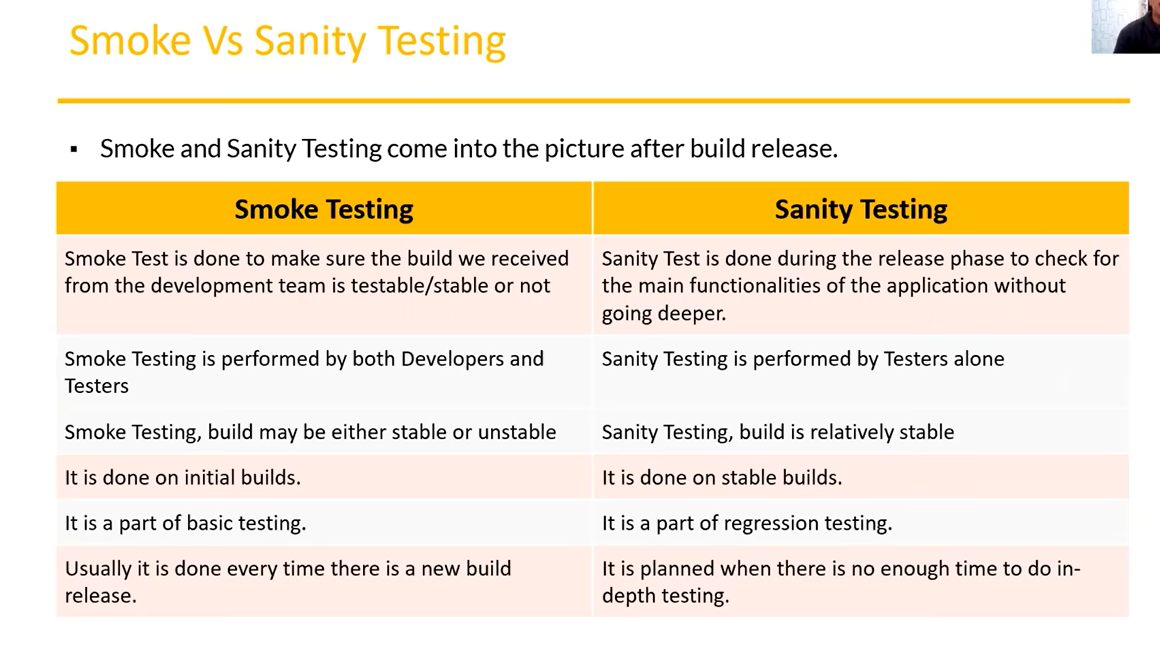 Smoke Vs Sanity Testing
▪ Smoke and Sanity Testing come into the picture after build release.
Smoke Testing
Sanity Testing
Smoke Test is done to make sure the build we received
from the development team is testable/stable or not
Sanity Test is done during the release phase to check for
the main functionalities of the application without
going deeper.
Smoke Testing is performed by both Developers and
Testers
Sanity Testing is performed by Testers alone
Smoke Testing, build may be either stable or unstable
Sanity Testing, build is relatively stable
It is done on initial builds.
It is done on stable builds.
It is a part of basic testing.
It is a part of regression testing.
Usually it is done every time there is a new build
release.
It is planned when there is no enough time to do in-
depth testing.